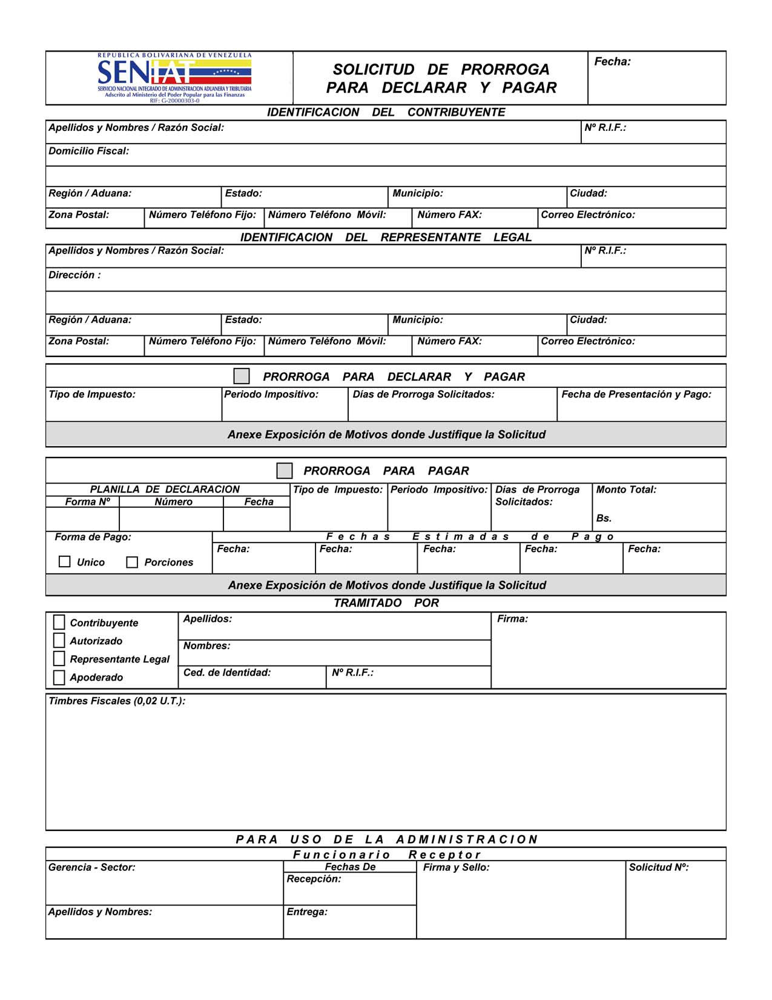 REPUBLICA BOLIVARIANA DE VENEZUELA
SENIAT
SERVICIO NACIONAL INTEGRADO DE ADMINISTRACION ADUANERA Y TRIBUTARIA
Adscrito al Ministerio del Poder Popular para las Finanzas
RIF: G-20000303-0
SOLICITUD DE PRORROGA
PARA DECLARAR Y PAGAR
Fecha:
IDENTIFICACION DEL CONTRIBUYENTE
Apellidos y Nombres / Razón Social: Nº R.I.F.:
Domicilio Fiscal:
Región / Aduana: Estado: Municipio: Ciudad:
Zona Postal: Número Teléfono Fijo: Número Teléfono Móvil: Número FAX: Correo Electrónico:
IDENTIFICACION DEL REPRESENTANTE LEGAL
Apellidos y Nombres / Razón Social: Nº R.I.F.:
Dirección :
Región / Aduana: Estado: Municipio: Ciudad:
Zona Postal: Número Teléfono Fijo: Número Teléfono Móvil: Número FAX: Correo Electrónico:
PRORROGA PARA DECLARAR Y PAGAR
Tipo de Impuesto: Periodo Impositivo: Días de Prorroga Solicitados: Fecha de Presentación y Pago:
Anexe Exposición de Motivos donde Justifique la Solicitud
PRORROGA PARA PAGAR
PLANILLA DE DECLARACION Tipo de Impuesto: Periodo Impositivo: Días de Prorroga Monto Total:
Forma Nº Número Fecha Solicitados:
Bs.
Forma de Pago: Fechas Estimadas de Pago
Fecha: Fecha: Fecha: Fecha: Fecha:
Unico Porciones
Anexe Exposición de Motivos donde Justifique la Solicitud
TRAMITADO POR
Contribuyente Apellidos: Firma:
Autorizado
Nombres:
Representante Legal
Ced. de Identidad: Nº R.I.F.:
Apoderado
Timbres Fiscales (0,02 U.T.):
PARA USO DE LA ADMINISTRACION
Funcionario Receptor
Gerencia - Sector: Fechas De Firma y Sello: Solicitud Nº:
Recepción:
Apellidos y Nombres: Entrega: